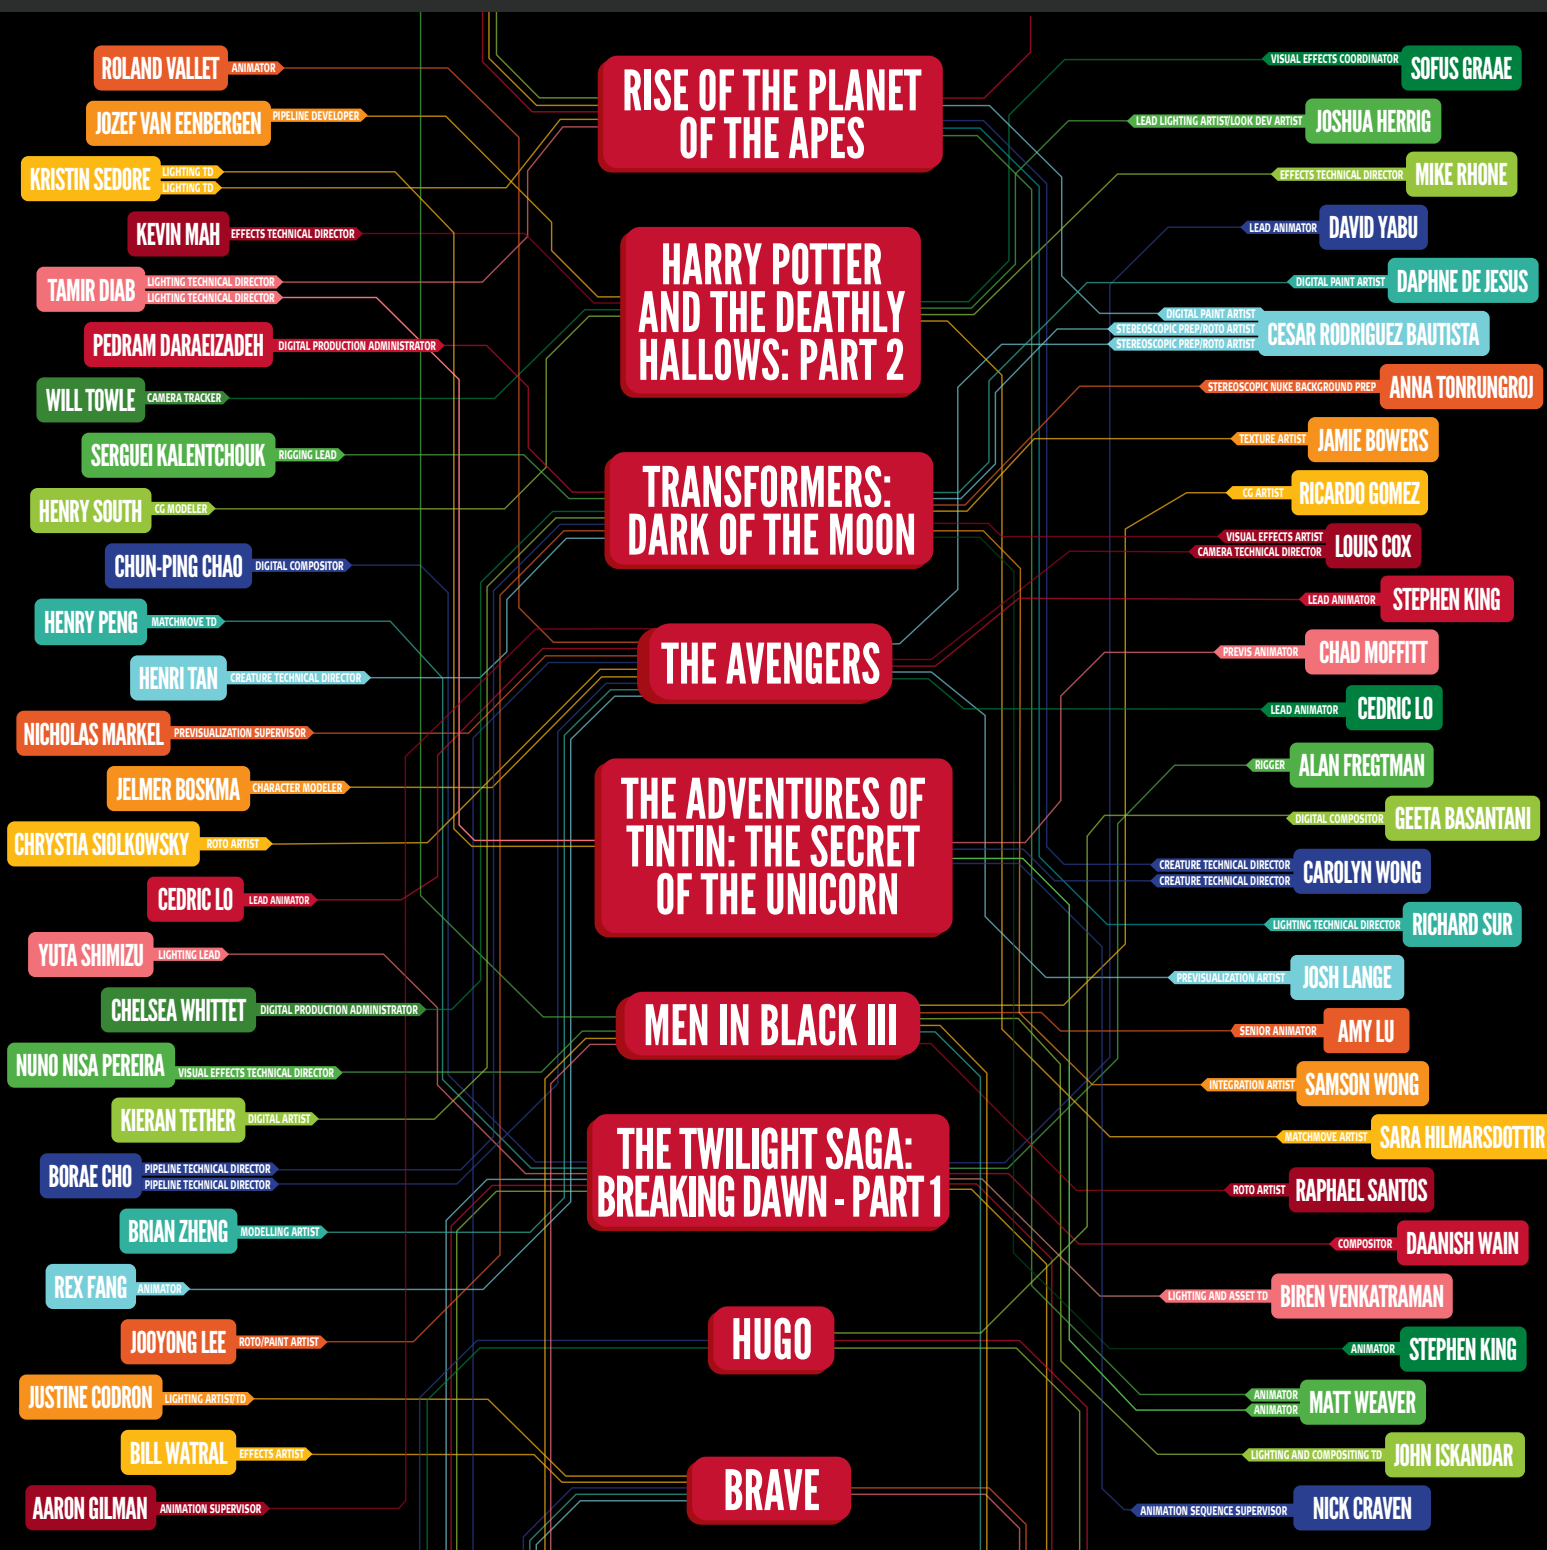 ROLAND VALLET
ANIMATOR
JOZEF VAN EENBERGEN
PIPELINE DEVELOPER
KRISTIN SEDORE
LIGHTING TD
LIGHTING TD
KEVIN MAH
EFFECTS TECHNICAL DIRECTOR
TAMIR DIAB
LIGHTING TECHNICAL DIRECTOR
LIGHTING TECHNICAL DIRECTOR
PEDRAM DARAEIZADEH
DIGITAL PRODUCTION ADMINISTRATOR
WILL TOWLE
CAMERA TRACKER
SERGUEI KALENTCHOUK
RIGGING LEAD
HENRY SOUTH
CG MODELER
CHUN-PING CHAO
DIGITAL COMPOSITOR
HENRY PENG
MATCHMOVE TD
HENRI TAN
CREATURE TECHNICAL DIRECTOR
NICHOLAS MARKEL
PREVISUALIZATION SUPERVISOR
JELMER BOSKMA
CHARACTER MODELER
CHRYSTIA SIOLKOWSKY
ROTO ARTIST
CEDRIC LO
LEAD ANIMATOR
YUTA SHIMIZU
LIGHTING LEAD
CHELSEA WHITTET
DIGITAL PRODUCTION ADMINISTRATOR
NUNO NISA PEREIRA
VISUAL EFFECTS TECHNICAL DIRECTOR
KIERAN TETHER
DIGITAL ARTIST
BORAE CHO
PIPELINE TECHNICAL DIRECTOR
PIPELINE TECHNICAL DIRECTOR
BRIAN ZHENG
MODELLING ARTIST
REX FANG
ANIMATOR
JOOYONG LEE
ROTO/PAINT ARTIST
JUSTINE CODRON
LIGHTING ARTIST/TD
BILL WATRAL
EFFECTS ARTIST
AARON GILMAN
ANIMATION SUPERVISOR
RISE OF THE PLANET
OF THE APES
HARRY POTTER
AND THE DEATHLY
HALLOWS: PART 2
TRANSFORMERS:
DARK OF THE MOON
THE AVENGERS
THE ADVENTURES OF
TINTIN: THE SECRET
OF THE UNICORN
MEN IN BLACK III
THE TWILIGHT SAGA:
BREAKING DAWN - PART 1
HUGO
BRAVE
VISUAL EFFECTS COORDINATOR
SOFUS GRAAE
LEAD LIGHTING ARTIST/LOOK DEV ARTIST
JOSHUA HERRIG
EFFECTS TECHNICAL DIRECTOR
MIKE RHONE
LEAD ANIMATOR
DAVID YABU
DIGITAL PAINT ARTIST
DAPHNE DE JESUS
DIGITAL PAINT ARTIST
STEREOSCOPIC PREP/ROTO ARTIST
STEREOSCOPIC PREP/ROTO ARTIST
CESAR RODRIGUEZ BAUTISTA
STEREOSCOPIC NUKE BACKGROUND PREP
ANNA TONRUNGROJ
TEXTURE ARTIST
JAMIE BOWERS
CG ARTIST
RICARDO GOMEZ
VISUAL EFFECTS ARTIST
CAMERA TECHNICAL DIRECTOR
LOUIS COX
LEAD ANIMATOR
STEPHEN KING
PREVIS ANIMATOR
CHAD MOFFITT
LEAD ANIMATOR
CEDRIC LO
RIGGER
ALAN FREGTMAN
DIGITAL COMPOSITOR
GEETA BASANTANI
CREATURE TECHNICAL DIRECTOR
CREATURE TECHNICAL DIRECTOR
CAROLYN WONG
LIGHTING TECHNICAL DIRECTOR
RICHARD SUR
PREVISUALIZATION ARTIST
JOSH LANGE
SENIOR ANIMATOR
AMY LU
INTEGRATION ARTIST
SAMSON WONG
MATCHMOVE ARTIST
SARA HILMARSDOTTIR
ROTO ARTIST
RAPHAEL SANTOS
COMPOSITOR
DAANISH WAIN
LIGHTING AND ASSET TD
BIREN VENKATRAMAN
ANIMATOR
STEPHEN KING
ANIMATOR
ANIMATOR
MATT WEAVER
LIGHTING AND COMPOSITING TD
JOHN ISKANDAR
ANIMATION SEQUENCE SUPERVISOR
NICK CRAVEN